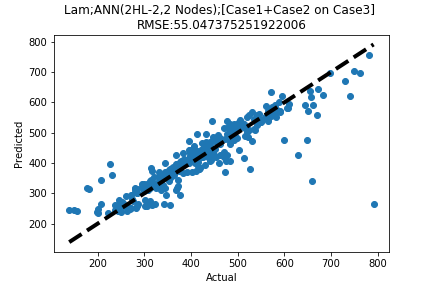 Lam;ANN(2HL-2,2 Nodes);[Case1+Case2 on Case3]
RMSE:55.047375251922006
800
700
600
500
400
300
200
Predicted
200 300 400 500 600 700 800
Actual